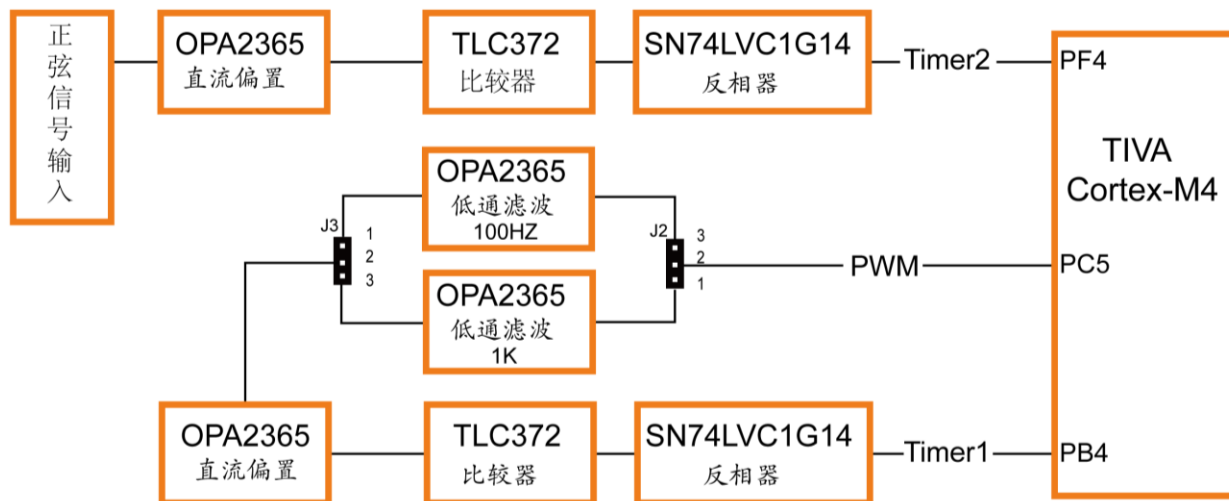 正弦信号输入
OPA2365
直流偏置
TLC372
比较器
SN74LVC1G14
反相器
Timer2
PF4
TIVA
Cortex-M4
OPA2365
低通滤波
100HZ
J3
1
2
3
J2
3
2
1
PWM
PC5
OPA2365
低通滤波
1K
OPA2365
直流偏置
TLC372
比较器
SN74LVC1G14
反相器
Timer1
PB4